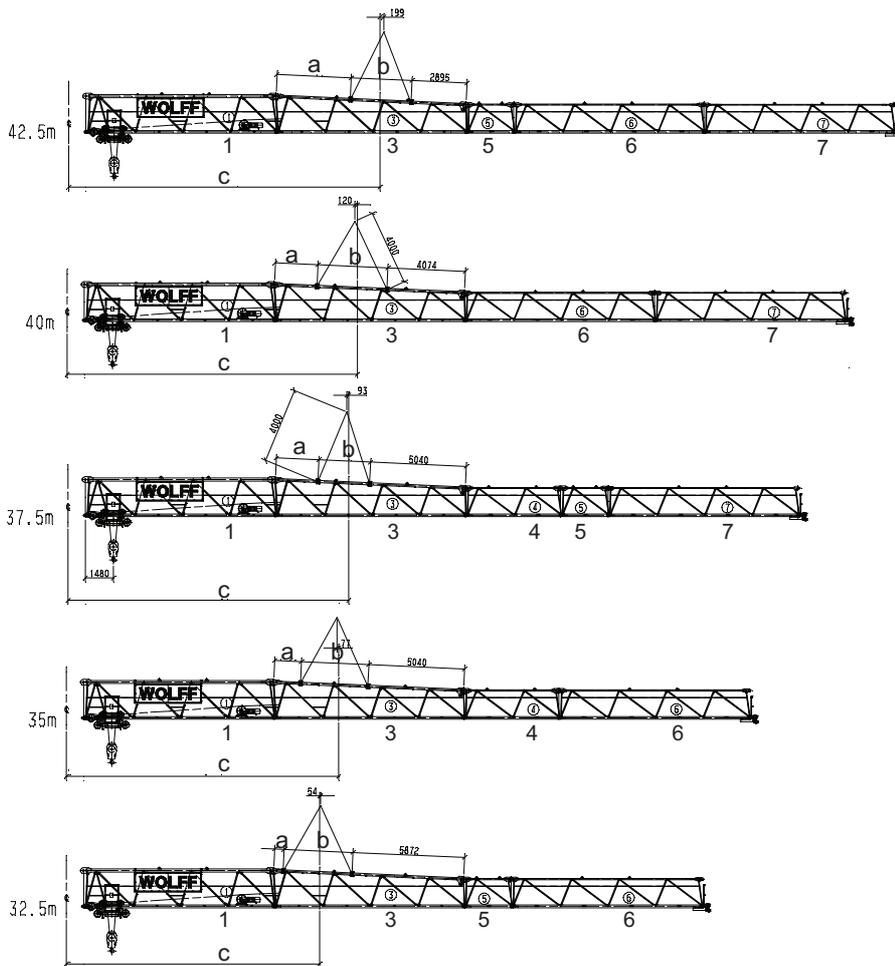 199
a b 2895
WOLFF 1 3 5 6 7
42.5m
1 3 5 6 7
c
120
4000
a b 4074
WOLFF 1 3 6 7
40m
1 3 6 7
c
93
4000
a b 5040
WOLFF 1 3 4 5 7
37.5m
1 3 4 5 7
1480
c
77
a b 5040
WOLFF 1 3 4 6
35m
1 3 4 6
c
54
a b 5872
WOLFF 1 3 5 6
32.5m
1 3 5 6
c